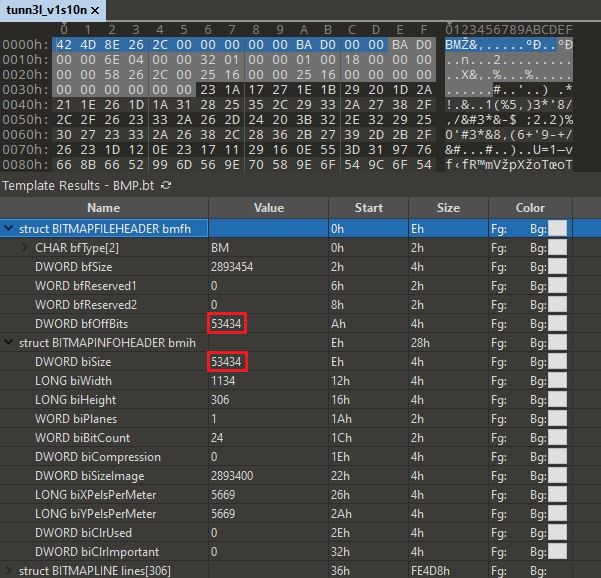 tunn3l_v1s10n ×
0 1 2 3 4 5 6 7 8 9 A B C D E F 0123456789ABCDEF
0000h: 42 4D 8E 26 2C 00 00 00 00 00 BA D0 00 00 BA D0 BMŽ&,.....ºÐ..ºÐ
0010h: 00 00 6E 04 00 00 32 01 00 00 01 00 18 00 00 00 ..n...2.........
0020h: 00 00 58 26 2C 00 25 16 00 00 25 16 00 00 00 00 ..X&,.%...%.....
0030h: 00 00 00 00 00 00 23 1A 17 27 1E 1B 29 20 1D 2A ......#..'..) .*
0040h: 21 1E 26 1D 1A 31 28 25 35 2C 29 33 2A 27 38 2F !.&..1(%5,)3*'8/
0050h: 2C 2F 26 23 33 2A 26 2D 24 20 3B 32 2E 32 29 25 ,/&#3*&-$ ;2.2)%
0060h: 30 27 23 33 2A 26 38 2C 28 36 2B 27 39 2D 2B 2F 0'#3*&8,(6+'9-+/
0070h: 26 23 1D 12 0E 23 17 11 29 16 0E 55 3D 31 97 76 &#...#..)..U=1—v
0080h: 66 8B 66 52 99 6D 56 9E 70 58 9E 6F 54 9C 6F 54 f‹fR™mVžpXžoTœoT
Template Results - BMP.bt
Name Value Start Size Color
struct BITMAPFILEHEADER bmfh 0h Eh Fg: Bg:
CHAR bfType[2] BM 0h 2h Fg: Bg:
DWORD bfSize 2893454 2h 4h Fg: Bg:
WORD bfReserved1 0 6h 2h Fg: Bg:
WORD bfReserved2 0 8h 2h Fg: Bg:
DWORD bfOffBits 53434 Ah 4h Fg: Bg:
struct BITMAPINFOHEADER bmih Eh 28h Fg: Bg:
DWORD biSize 53434 Eh 4h Fg: Bg:
LONG biWidth 1134 12h 4h Fg: Bg:
LONG biHeight 306 16h 4h Fg: Bg:
WORD biPlanes 1 1Ah 2h Fg: Bg:
WORD biBitCount 24 1Ch 2h Fg: Bg:
DWORD biCompression 0 1Eh 4h Fg: Bg:
DWORD biSizeImage 2893400 22h 4h Fg: Bg:
LONG biXPelsPerMeter 5669 26h 4h Fg: Bg:
LONG biYPelsPerMeter 5669 2Ah 4h Fg: Bg:
DWORD biClrUsed 0 2Eh 4h Fg: Bg:
DWORD biClrImportant 0 32h 4h Fg: Bg:
struct BITMAPLINE lines[306] 36h FE4D8h Fg: Bg: